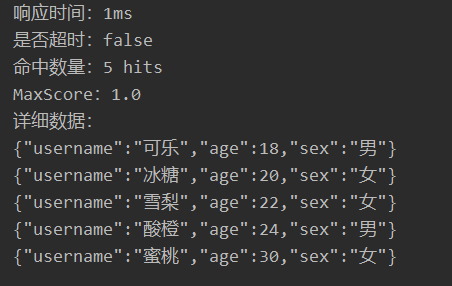 响应时间：1ms
是否超时：false
命中数量：5 hits
MaxScore：1.0
详细数据：
{"username":"可乐","age":18,"sex":"男"}
{"username":"冰糖","age":20,"sex":"女"}
{"username":"雪梨","age":22,"sex":"女"}
{"username":"酸橙","age":24,"sex":"男"}
{"username":"蜜桃","age":30,"sex":"女"}